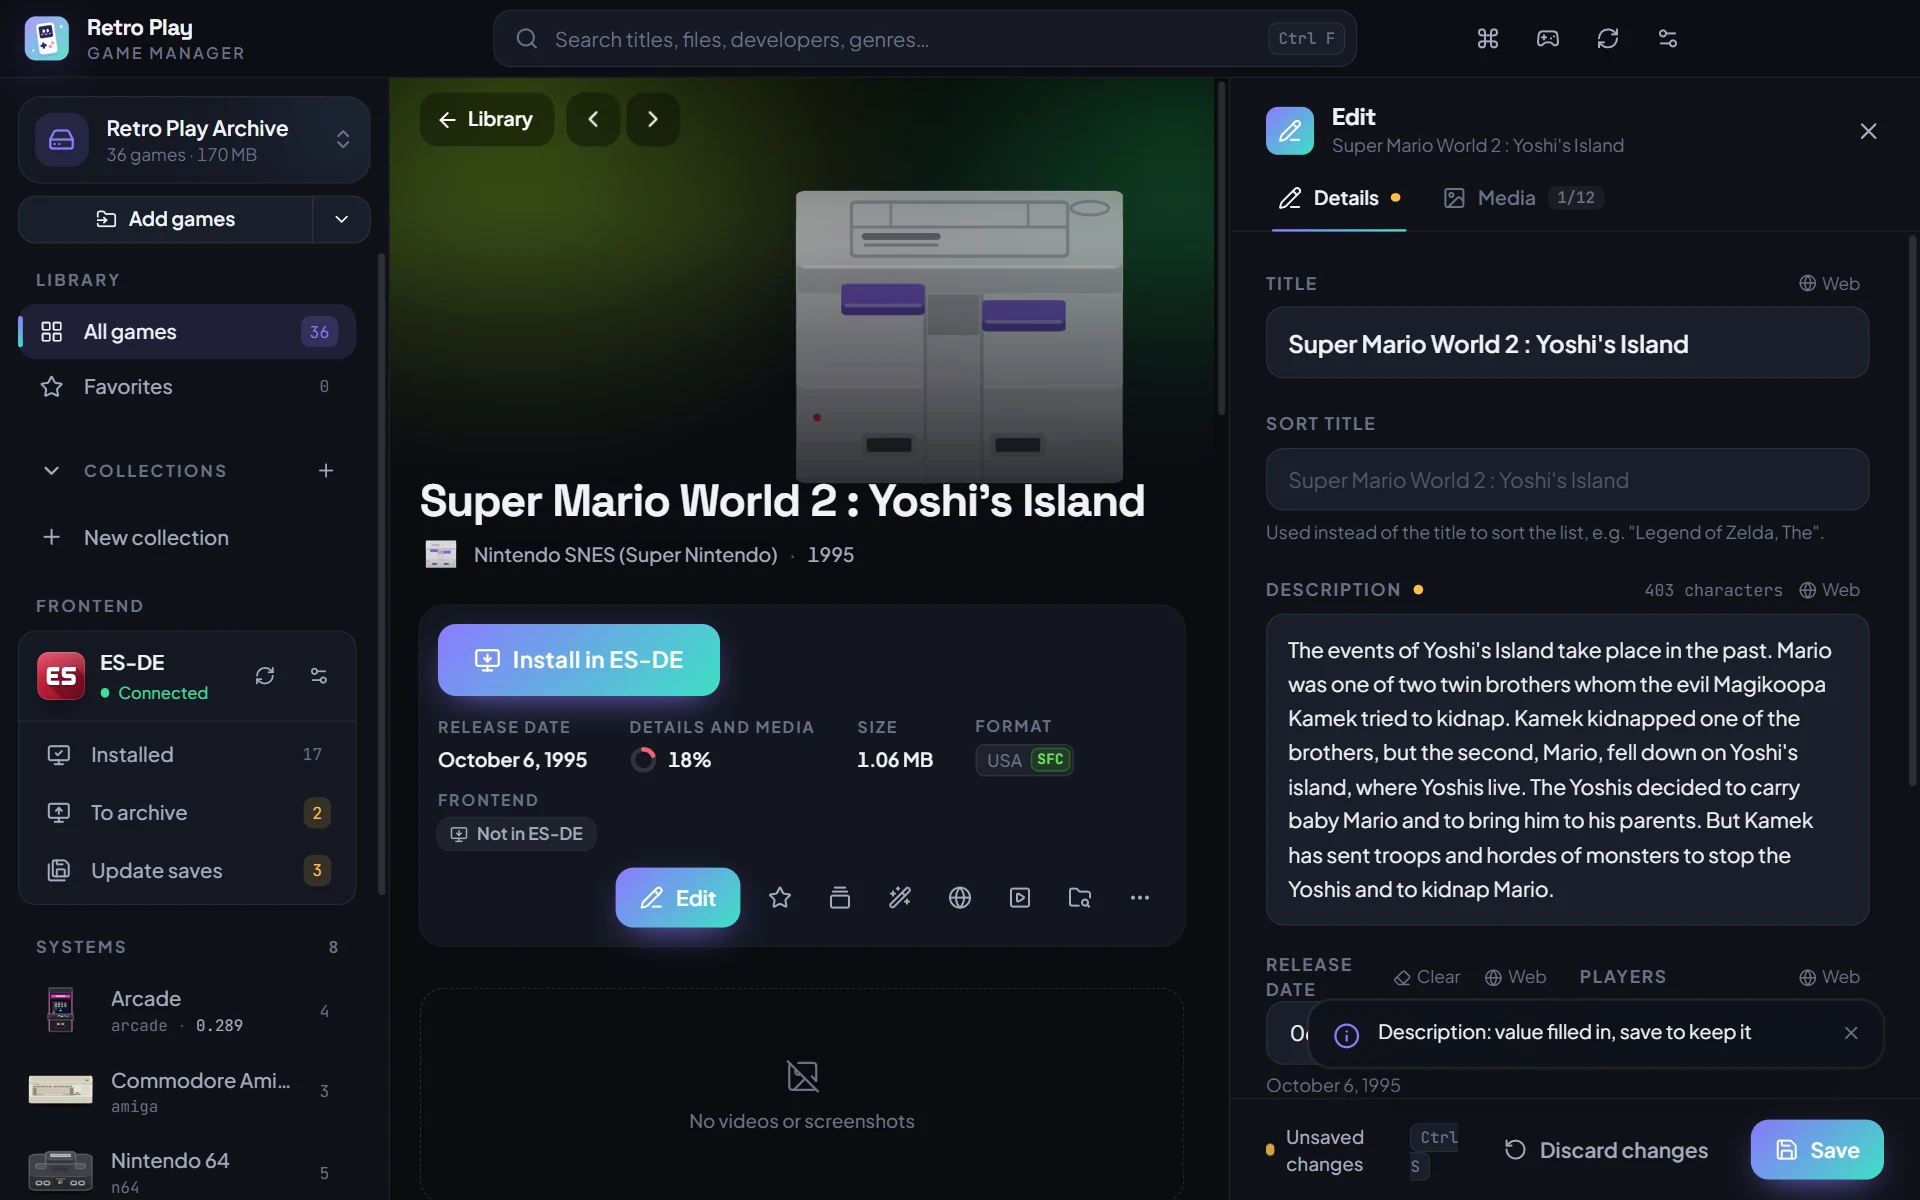 Retro Play
GAME MANAGER
Search titles, files, developers, genres...
Ctrl F
Retro Play Archive
36 games · 170 MB
Add games
LIBRARY
All games
36
Favorites
0
COLLECTIONS
New collection
FRONTEND
ES
ES-DE
Connected
Installed
17
To archive
2
Update saves
3
SYSTEMS
8
Arcade
arcade · 0.289
4
Commodore Ami...
amiga
3
Nintendo 64
n64
5
Library
Super Mario World 2 : Yoshi's Island
Nintendo SNES (Super Nintendo) · 1995
Install in ES-DE
RELEASE DATE
October 6, 1995
DETAILS AND MEDIA
18%
SIZE
1.06 MB
FORMAT
USA SFC
FRONTEND
Not in ES-DE
Edit
No videos or screenshots
Edit
Super Mario World 2 : Yoshi's Island
Details
Media 1/12
TITLE
Web
Super Mario World 2 : Yoshi's Island
SORT TITLE
Super Mario World 2 : Yoshi's Island
Used instead of the title to sort the list, e.g. "Legend of Zelda, The".
DESCRIPTION
403 characters
Web
The events of Yoshi's Island take place in the past. Mario
was one of two twin brothers whom the evil Magikoopa
Kamek tried to kidnap. Kamek kidnapped one of the
brothers, but the second, Mario, fell down on Yoshi's
island, where Yoshis live. The Yoshis decided to carry
baby Mario and to bring him to his parents. But Kamek
has sent troops and hordes of monsters to stop the
Yoshis and to kidnap Mario.
RELEASE
DATE
Clear
Web
PLAYERS
Web
Description: value filled in, save to keep it
October 6, 1995
Unsaved
changes
Ctrl
S
Discard changes
Save